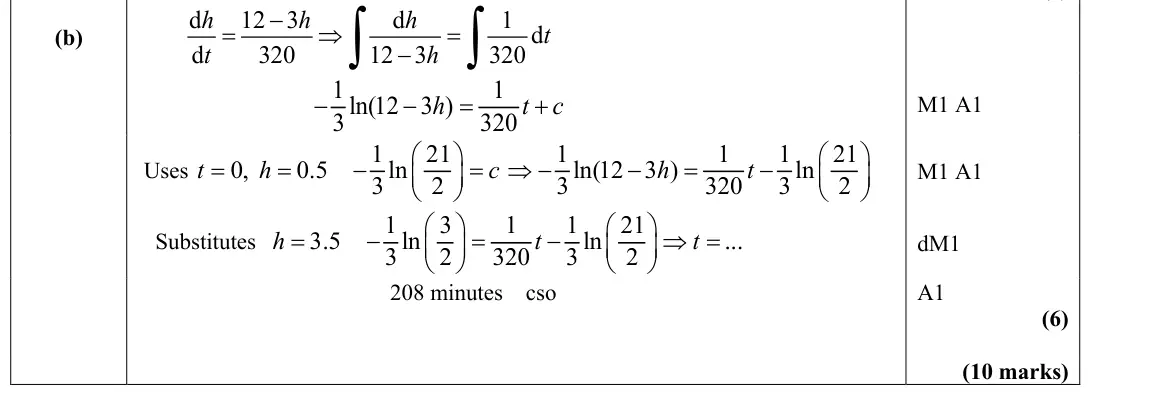 (b) dh/dt = (12 − 3h)/320 ⇒ ∫ dh/(12 − 3h) = ∫ 1/320 dt
−1/3 ln(12 − 3h) = 1/320 t + c M1 A1
Uses t = 0, h = 0.5 −1/3 ln(21/2) = c ⇒ −1/3 ln(12 − 3h) = 1/320 t − 1/3 ln(21/2) M1 A1
Substitutes h = 3.5 −1/3 ln(3/2) = 1/320 t − 1/3 ln(21/2) ⇒ t = ... dM1
208 minutes cso A1
(6)
(10 marks)